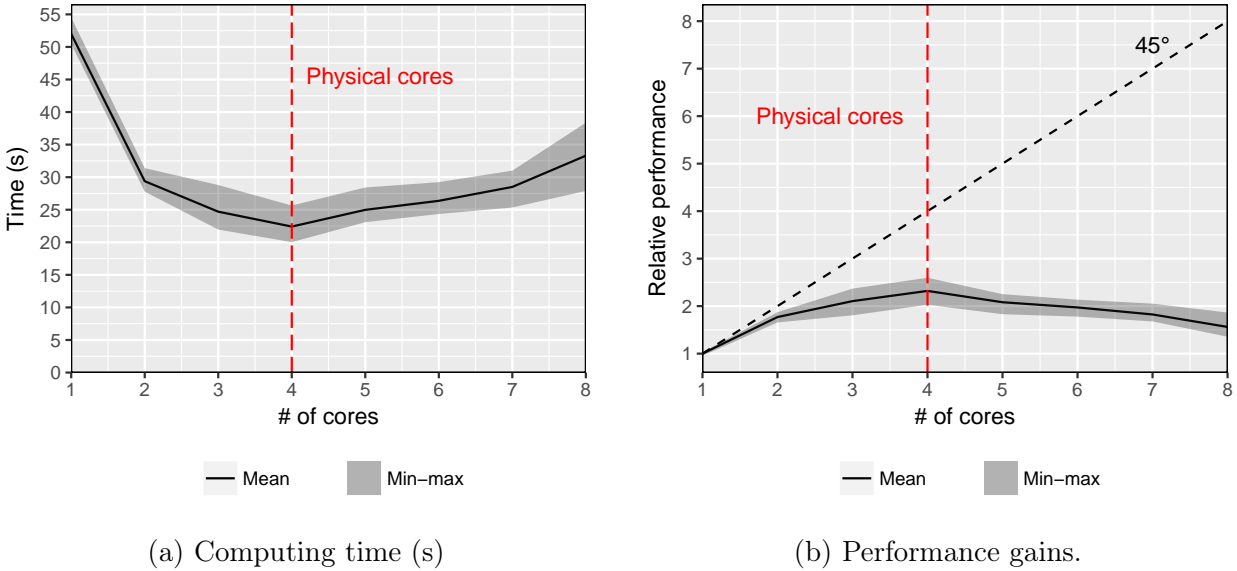 55
50
45
40
35
30
25
20
15
10
5
0
Time (s)
Physical cores
1 2 3 4 5 6 7 8
# of cores
Mean Min−max
(a) Computing time (s)
8
7
6
5
4
3
2
1
Relative performance
45°
Physical cores
1 2 3 4 5 6 7 8
# of cores
Mean Min−max
(b) Performance gains.